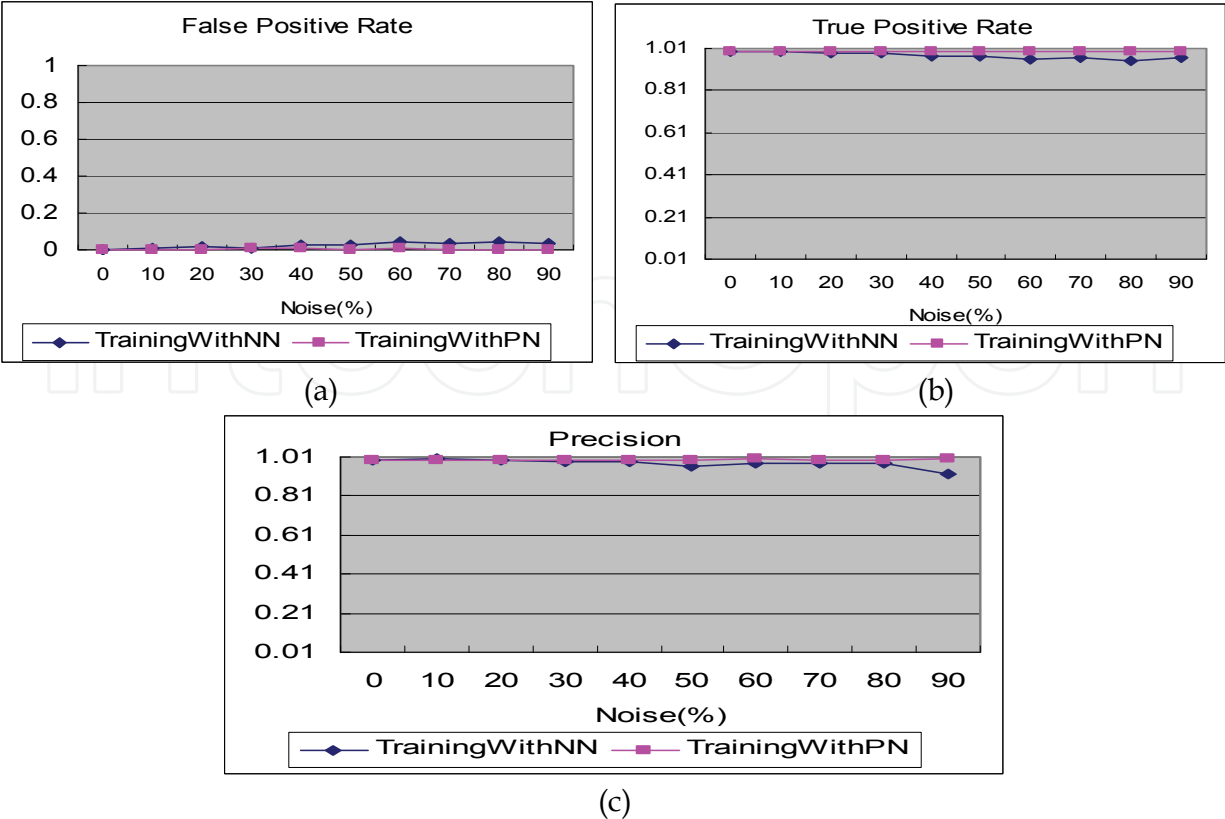 False Positive Rate
1
0.8
0.6
0.4
0.2
0
0 10 20 30 40 50 60 70 80 90
Noise(%)
TrainingWithNN TrainingWithPN
(a)
True Positive Rate
1.01
0.81
0.61
0.41
0.21
0.01
0 10 20 30 40 50 60 70 80 90
Noise(%)
TrainingWithNN TrainingWithPN
(b)
Precision
1.01
0.81
0.61
0.41
0.21
0.01
0 10 20 30 40 50 60 70 80 90
Noise(%)
TrainingWithNN TrainingWithPN
(c)